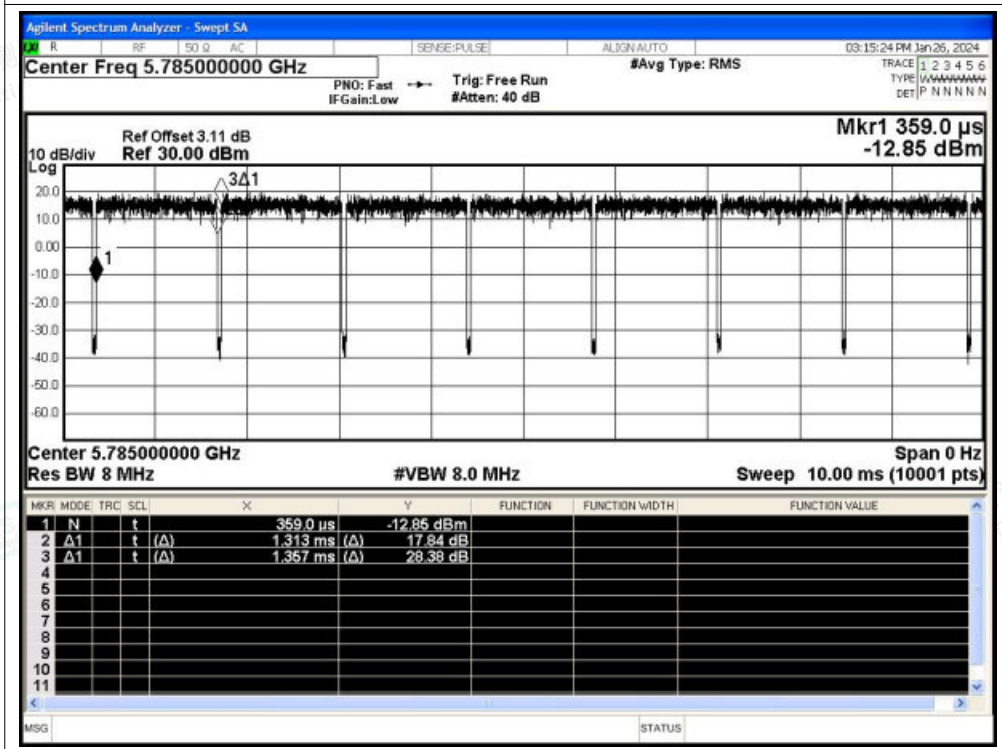 Agilent Spectrum Analyzer - Swept SA
R RF 50 Ω AC SENSE:PULSE ALIGN AUTO 03:15:24 PM Jan 26, 2024
Center Freq 5.785000000 GHz #Avg Type: RMS TRACE 1 2 3 4 5 6
PNO: Fast Trig: Free Run TYPE
IFGain:Low #Atten: 40 dB DET P N N N N N
Mkr1 359.0 µs
Ref Offset 3.11 dB
10 dB/div Ref 30.00 dBm -12.85 dBm
Log
3Δ1
20.0
10.0
0.00
1
-10.0
-20.0
-30.0
-40.0
-50.0
-60.0
Center 5.785000000 GHz Span 0 Hz
Res BW 8 MHz #VBW 8.0 MHz Sweep 10.00 ms (10001 pts)
MKR MODE TRC SCL X Y FUNCTION FUNCTION WIDTH FUNCTION VALUE
1 N t 359.0 µs -12.85 dBm
2 Δ1 t (Δ) 1.313 ms (Δ) 17.84 dB
3 Δ1 t (Δ) 1.357 ms (Δ) 28.38 dB
4
5
6
7
8
9
10
11
MSG STATUS